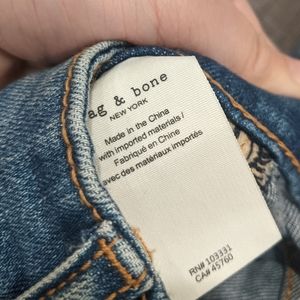 ag & bone
NEW YORK
Made in the China
with imported materials/
Fabriqué en Chine
avec des matériaux importés
RN# 103331
CA# 45760